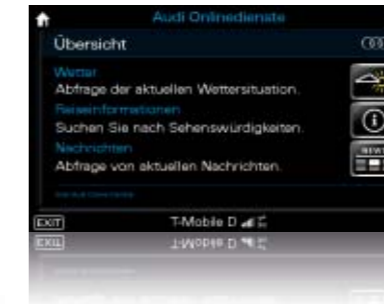 Audi Onlinedienste
Übersicht
Wetter
Abfrage der aktuellen Wettersituation.
Reiseinformationen
Suchen Sie nach Sehenswürdigkeiten.
Nachrichten
Abfrage von aktuellen Nachrichten.
NEWS
EXIT T-Mobile D